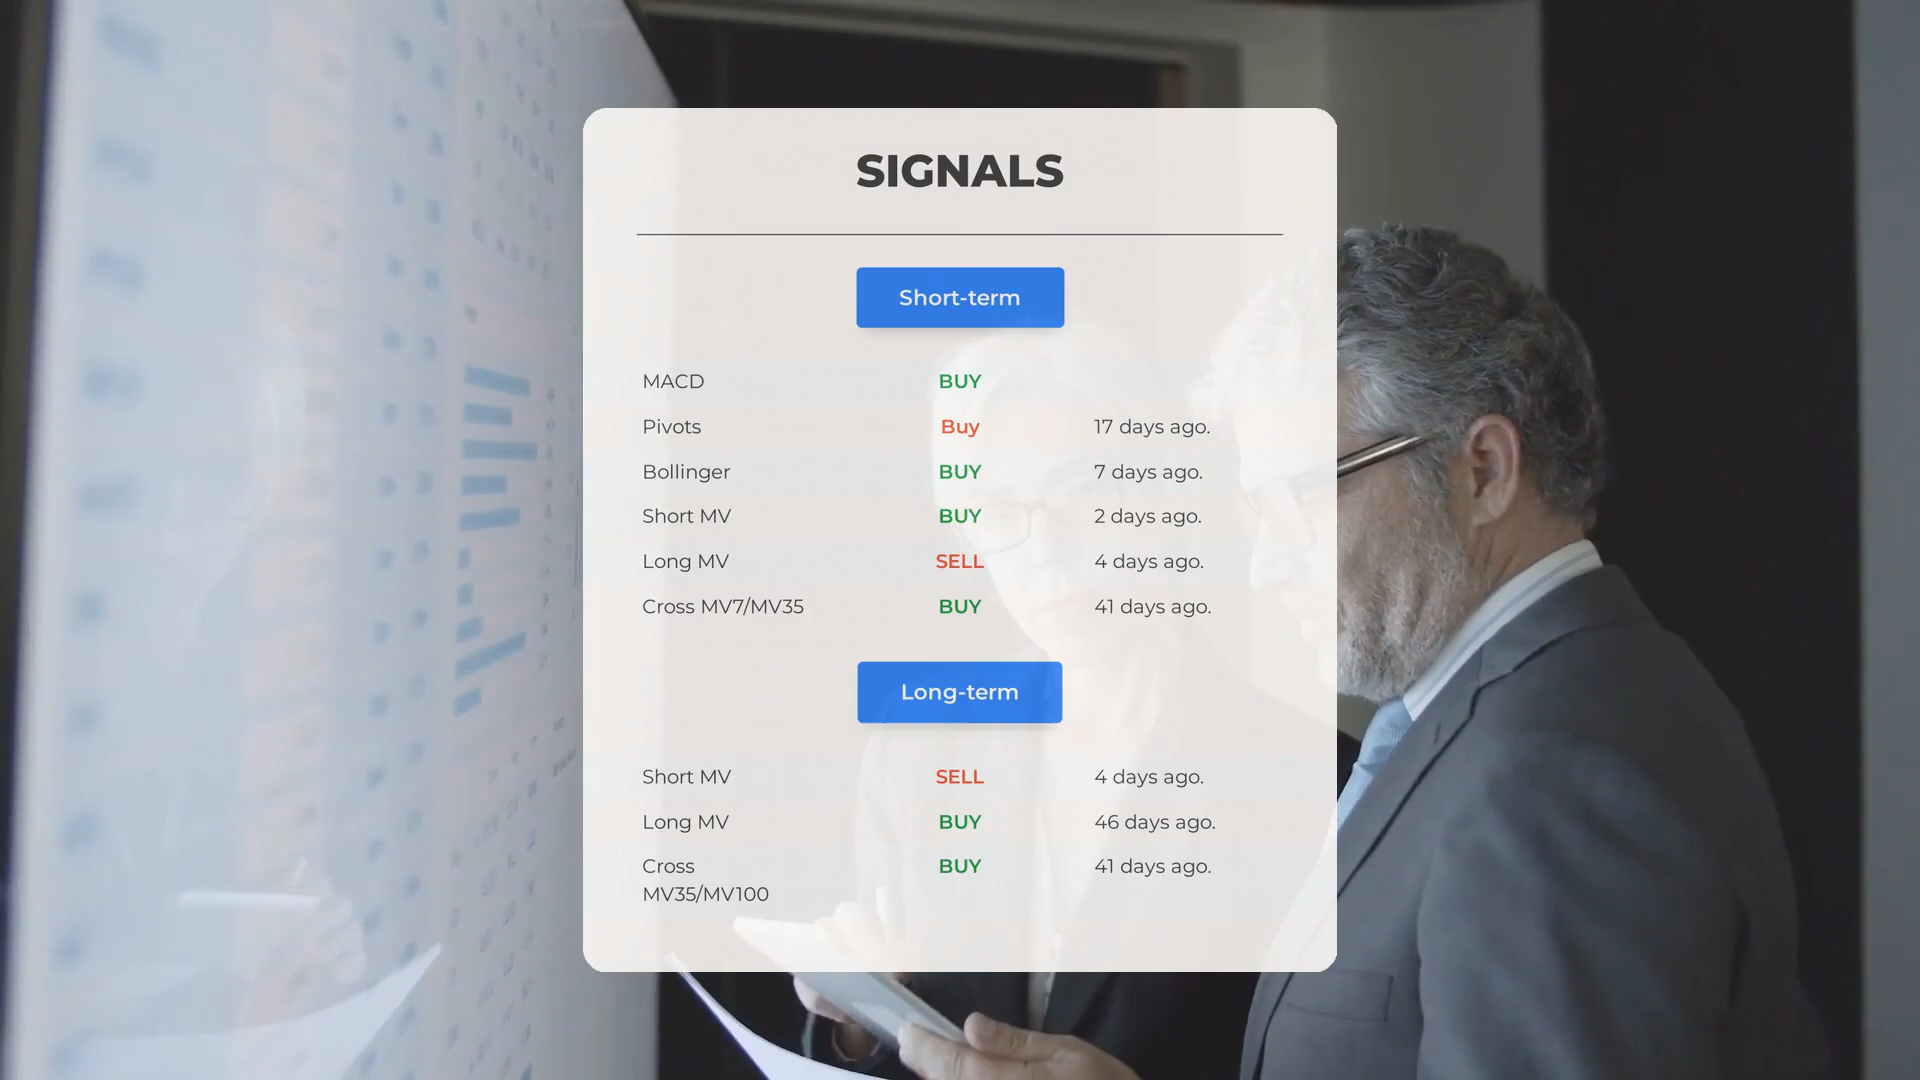 SIGNALS
Short-term
MACD BUY
Pivots Buy 17 days ago.
Bollinger BUY 7 days ago.
Short MV BUY 2 days ago.
Long MV SELL 4 days ago.
Cross MV7/MV35 BUY 41 days ago.
Long-term
Short MV SELL 4 days ago.
Long MV BUY 46 days ago.
Cross BUY 41 days ago.
MV35/MV100